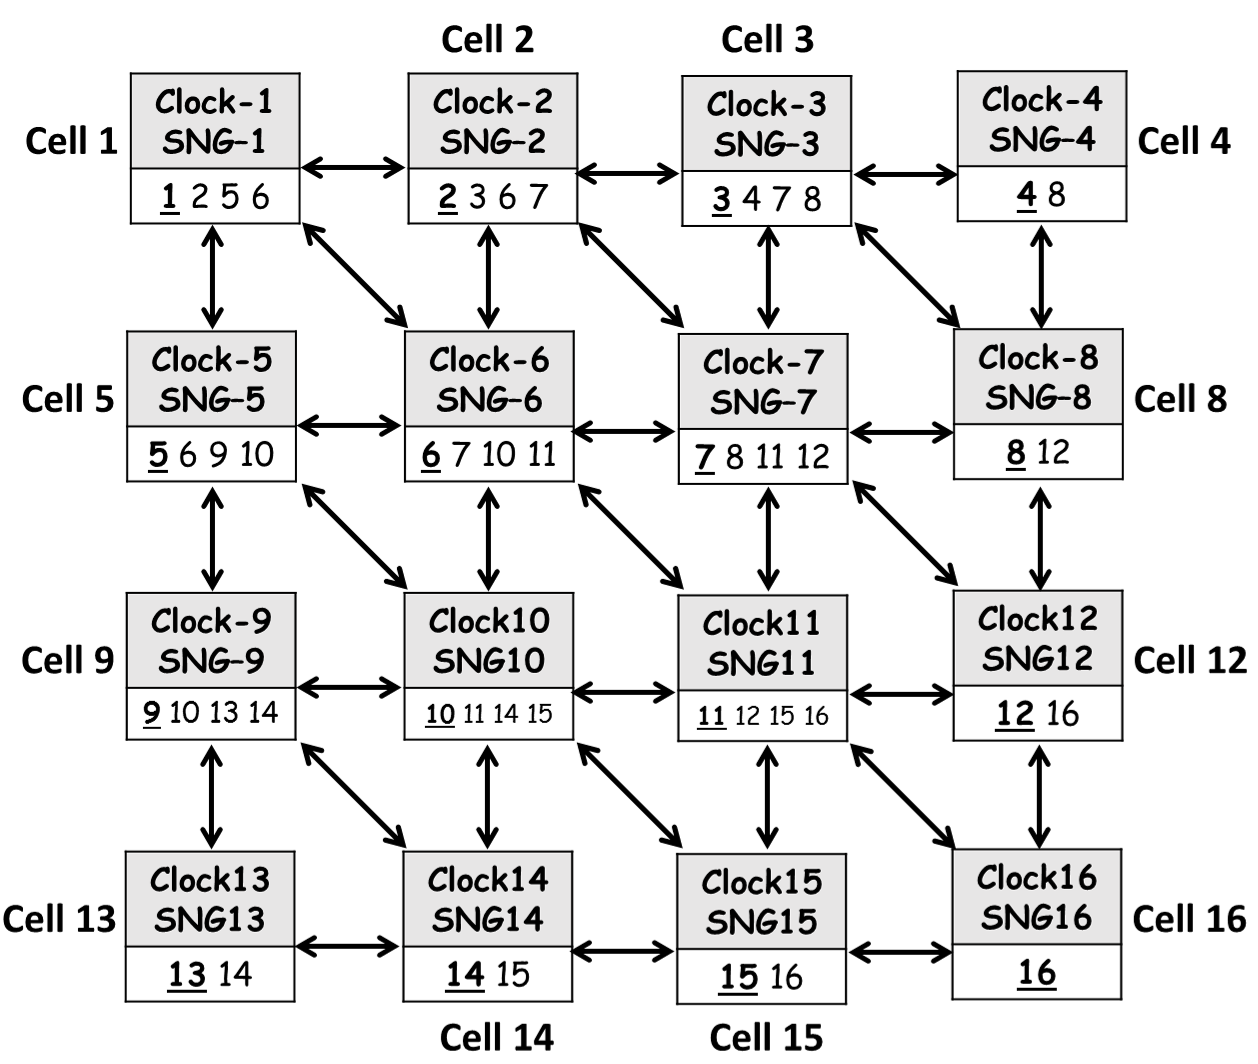 Cell 2
Cell 3
Cell 1
Clock-1
SNG-1
1 2 5 6
Clock-2
SNG-2
2 3 6 7
Clock-3
SNG-3
3 4 7 8
Clock-4
SNG-4
4 8
Cell 4
Cell 5
Clock-5
SNG-5
5 6 9 10
Clock-6
SNG-6
6 7 10 11
Clock-7
SNG-7
7 8 11 12
Clock-8
SNG-8
8 12
Cell 8
Cell 9
Clock-9
SNG-9
9 10 13 14
Clock10
SNG10
10 11 14 15
Clock11
SNG11
11 12 15 16
Clock12
SNG12
12 16
Cell 12
Cell 13
Clock13
SNG13
13 14
Clock14
SNG14
14 15
Clock15
SNG15
15 16
Clock16
SNG16
16
Cell 16
Cell 14
Cell 15